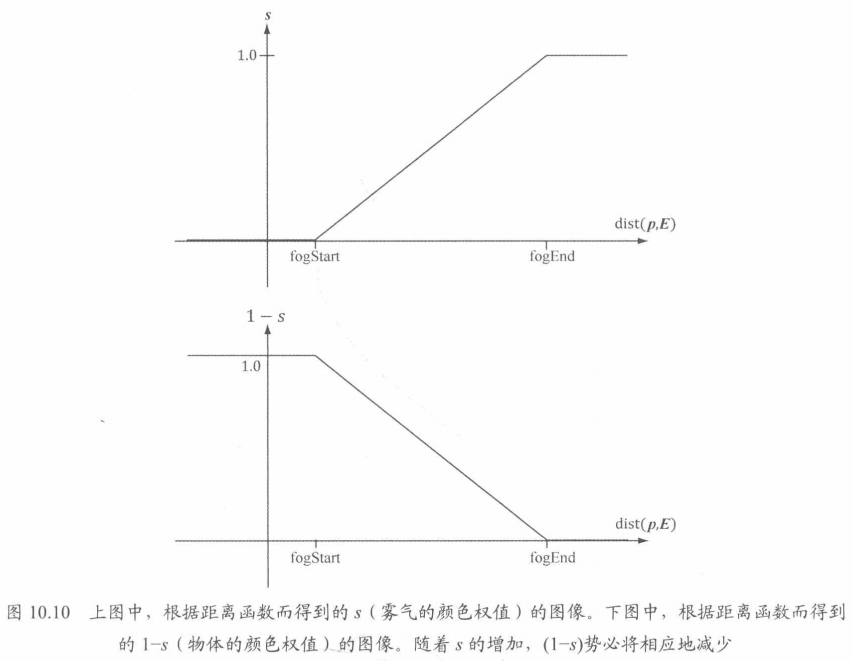 s
1.0
dist(p,E)
fogStart
fogEnd
1 − s
1.0
dist(p,E)
fogStart
fogEnd
图 10.10 上图中，根据距离函数而得到的 s（雾气的颜色权值）的图像。下图中，根据距离函数而得到
的 1−s（物体的颜色权值）的图像。随着 s 的增加，(1−s)势必将相应地减少